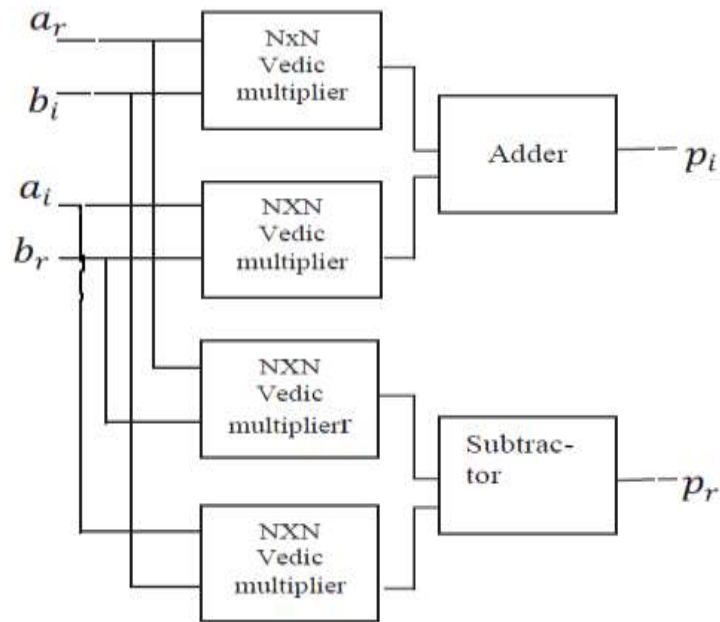 a_r
NxN
Vedic
multiplier
b_i
Adder
p_i
a_i
NXN
Vedic
multiplier
b_r
NXN
Vedic
multiplierr
Subtrac-
tor
p_r
NXN
Vedic
multiplier